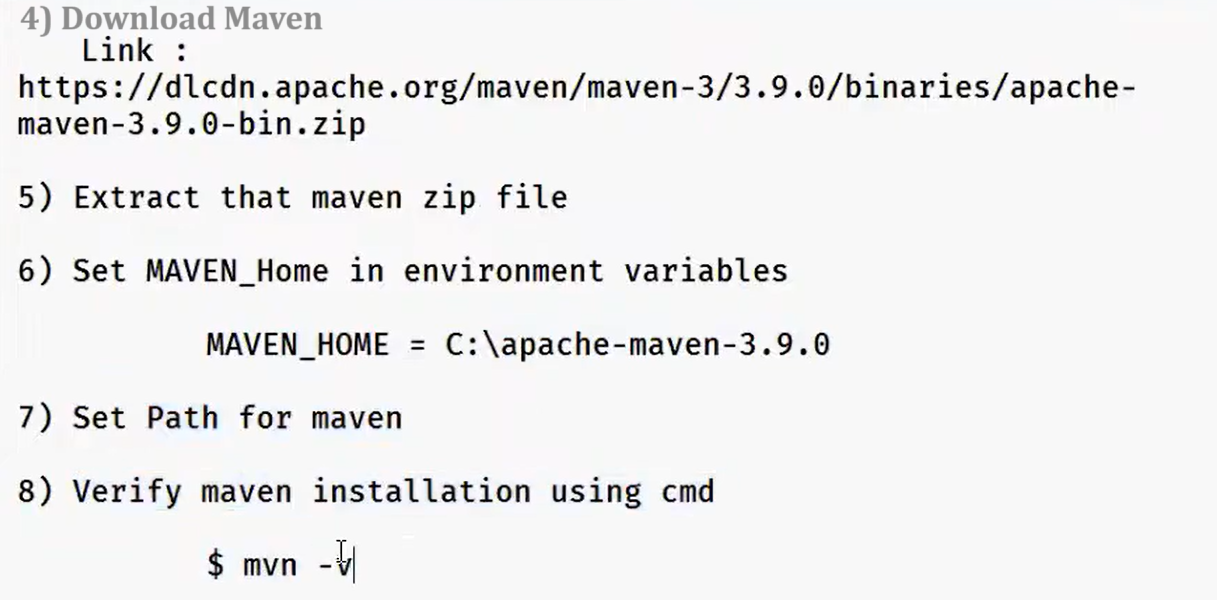 4) Download Maven
Link :
https://dlcdn.apache.org/maven/maven-3/3.9.0/binaries/apache-
maven-3.9.0-bin.zip
5) Extract that maven zip file
6) Set MAVEN_Home in environment variables
MAVEN_HOME = C:\apache-maven-3.9.0
7) Set Path for maven
8) Verify maven installation using cmd
$ mvn -v